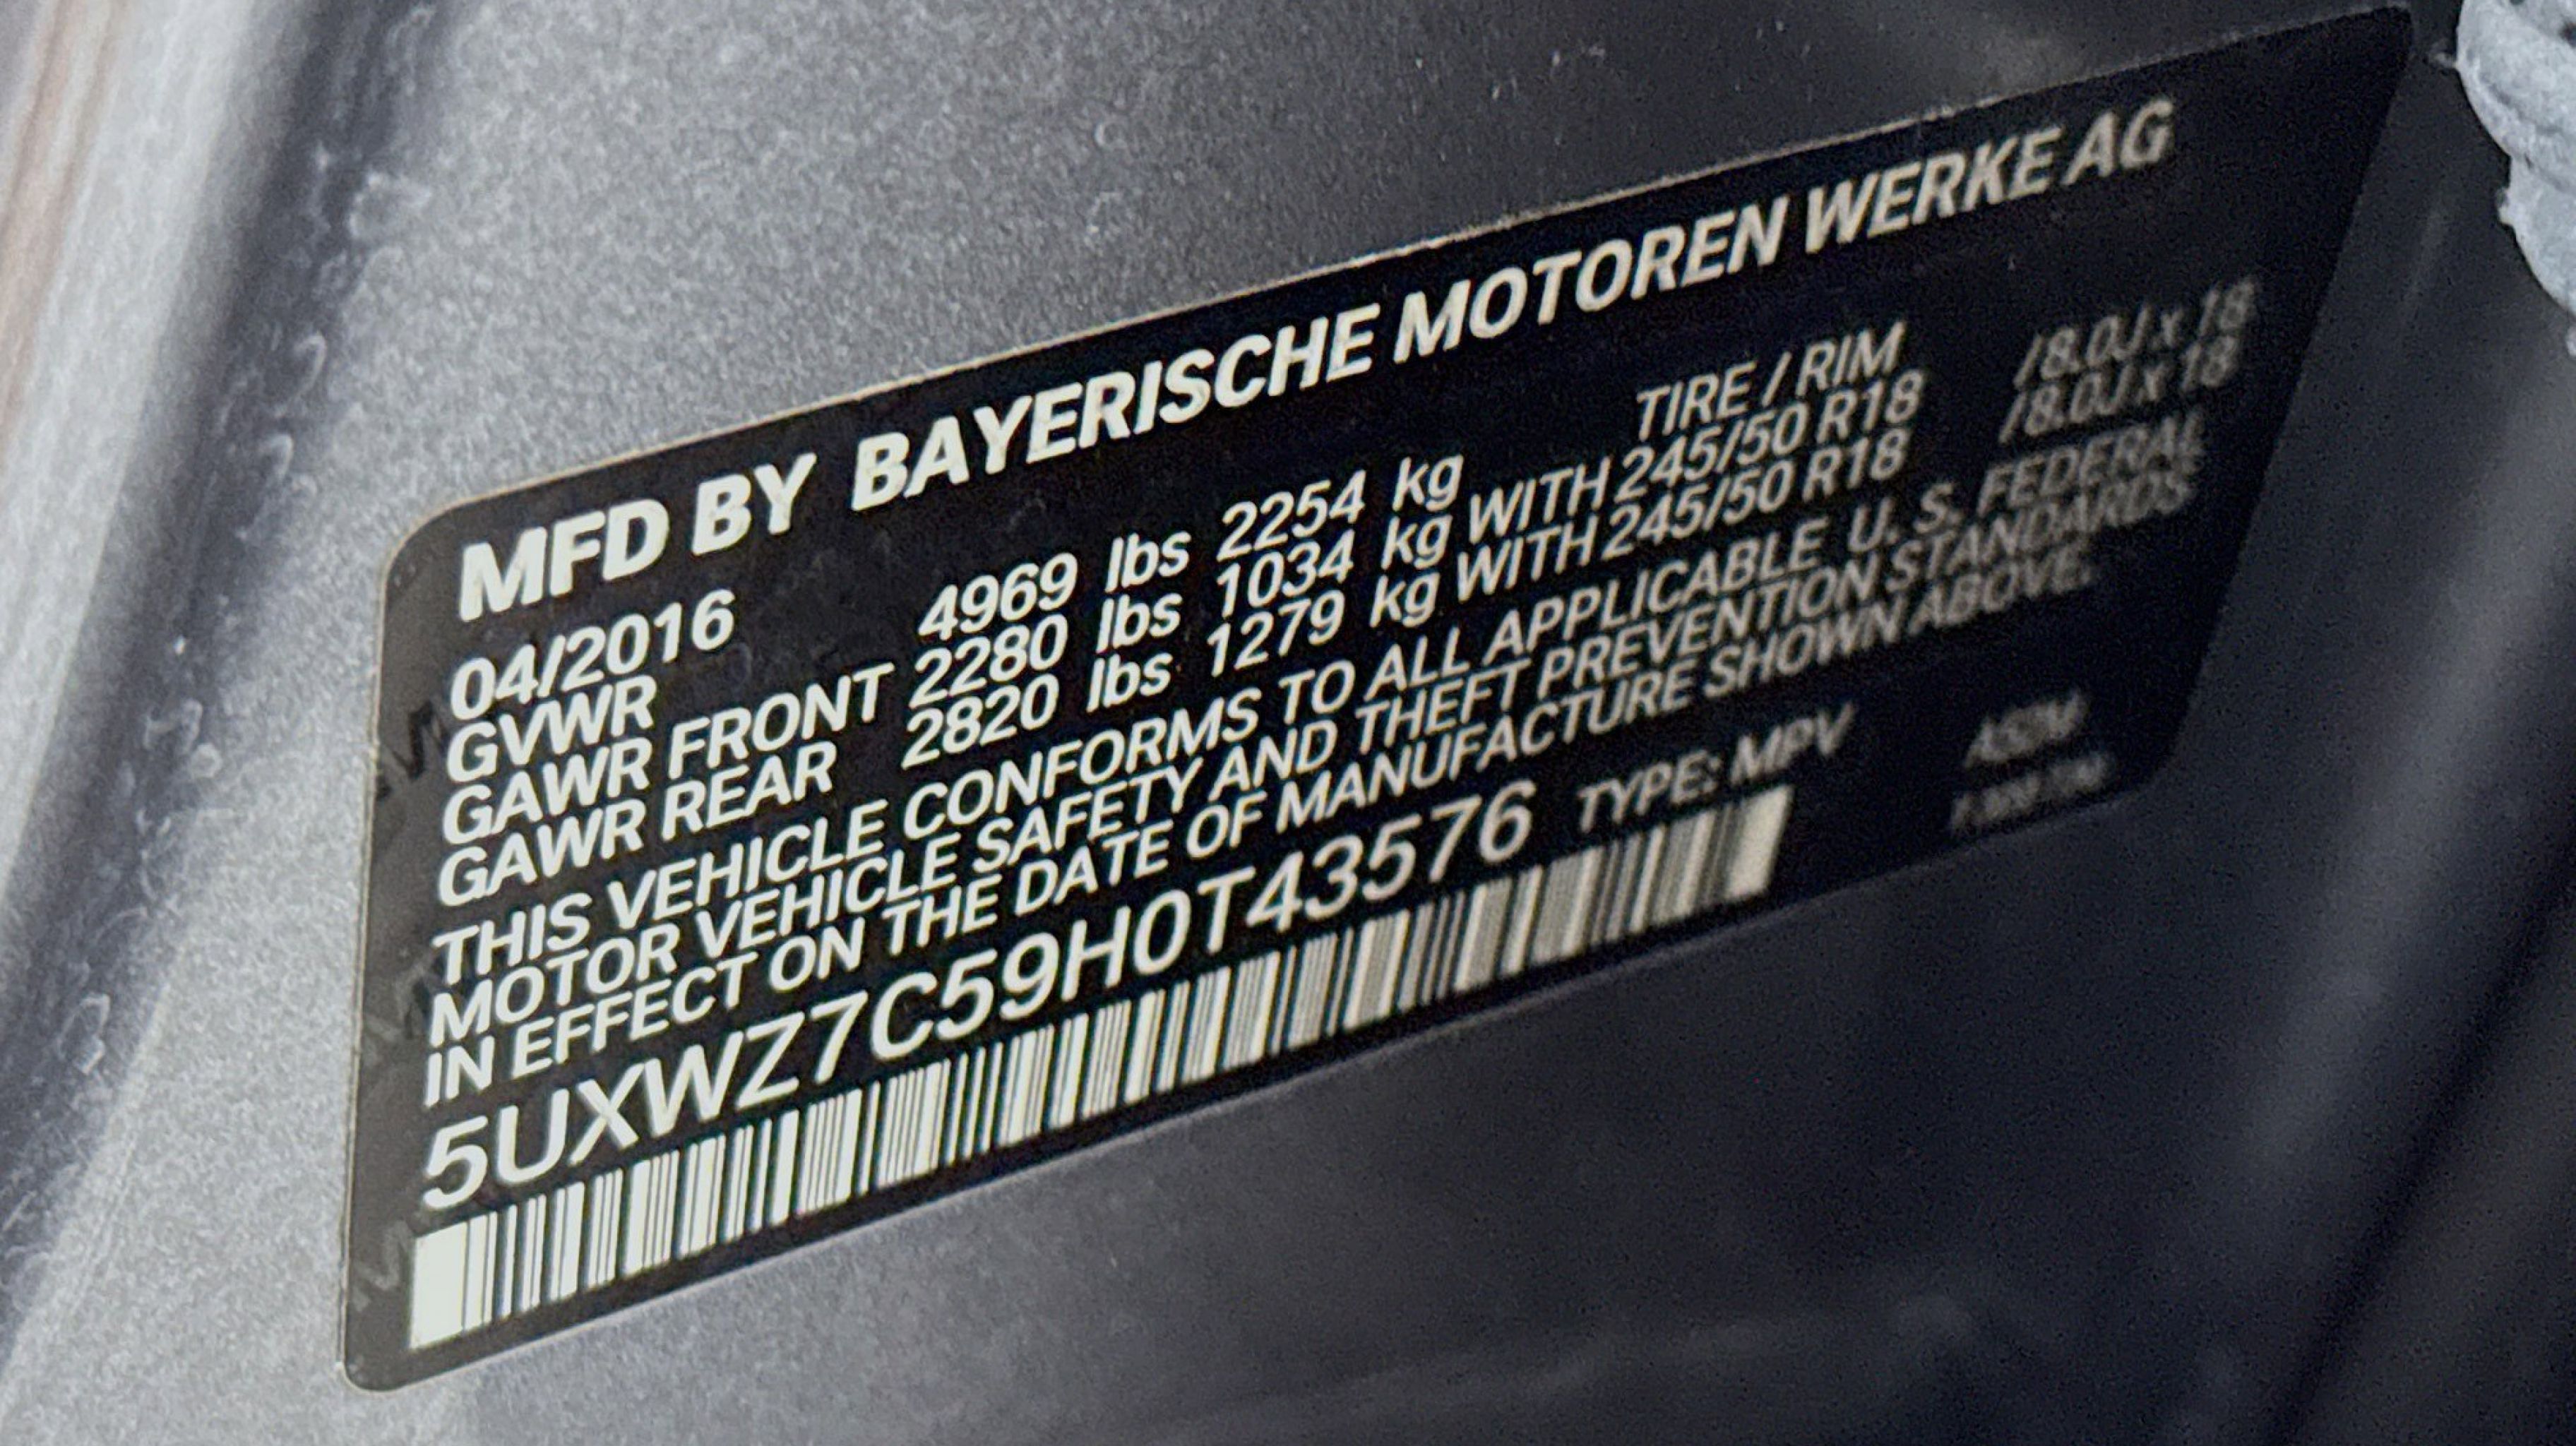 MFD BY BAYERISCHE MOTOREN WERKE AG
04/2016 TIRE / RIM
GVWR 4969 lbs 2254 kg
GAWR FRONT 2280 lbs 1034 kg WITH 245/50 R18 /8.0J x 18
GAWR REAR 2820 lbs 1279 kg WITH 245/50 R18 /8.0J x 18
THIS VEHICLE CONFORMS TO ALL APPLICABLE U. S. FEDERAL
MOTOR VEHICLE SAFETY AND THEFT PREVENTION STANDARDS
IN EFFECT ON THE DATE OF MANUFACTURE SHOWN ABOVE.
5UXWZ7C59H0T43576 TYPE: MPV